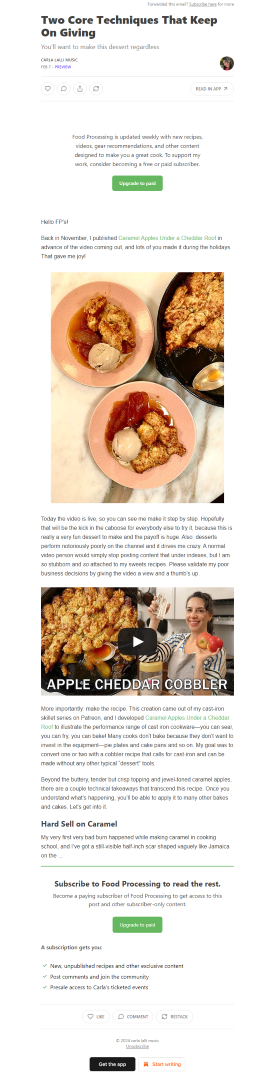 Forwarded this email? Subscribe here for more
Two Core Techniques That Keep
On Giving
You'll want to make this dessert regardless
CARLA LALLI MUSIC
FEB 7 • PREVIEW
READ IN APP
Food Processing is updated weekly with new recipes,
videos, gear recommendations, and other content
designed to make you a great cook. To support my
work, consider becoming a free or paid subscriber.
Upgrade to paid
Hello FP's!
Back in November, I published Caramel Apples Under a Cheddar Roof in
advance of the video coming out, and lots of you made it during the holidays.
That gave me joy!
Today the video is live, so you can see me make it step by step. Hopefully
that will be the kick in the caboose for everybody else to try it, because this is
really a very fun dessert to make and the payoff is huge. Also: desserts
perform notoriously poorly on the channel and it drives me crazy. A normal
video person would simply stop posting content that under indexes, but I am
so stubborn and so attached to my sweets recipes. Please validate my poor
business decisions by giving the video a view and a thumb's up.
APPLE CHEDDAR COBBLER
More importantly: make the recipe. This creation came out of my cast-iron
skillet series on Patreon, and I developed Caramel Apples Under a Cheddar
Roof to illustrate the performance range of cast iron cookware—you can sear,
you can fry, you can bake! Many cooks don't bake because they don't want to
invest in the equipment—pie plates and cake pans and so on. My goal was to
convert one or two with a cobbler recipe that calls for cast-iron and can be
made without any other typical "dessert" tools.
Beyond the buttery, tender but crisp topping and jewel-toned caramel apples,
there are a couple technical takeaways that transcend this recipe. Once you
understand what's happening, you'll be able to apply it to many other bakes
and cakes. Let's get into it.
Hard Sell on Caramel
My very first very bad burn happened while making caramel in cooking
school, and I've got a still-visible half-inch scar shaped vaguely like Jamaica
on the ...
Subscribe to Food Processing to read the rest.
Become a paying subscriber of Food Processing to get access to this
post and other subscriber-only content.
Upgrade to paid
A subscription gets you:
New, unpublished recipes and other exclusive content
Post comments and join the community
Presale access to Carla's ticketed events
LIKE
COMMENT
RESTACK
© 2024 carla lalli music
Unsubscribe
Get the app
Start writing